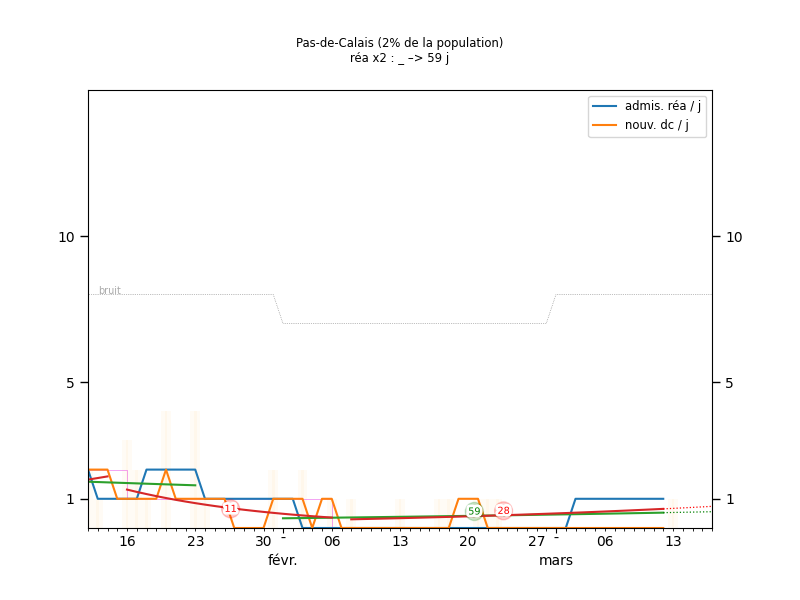 Pas-de-Calais (2% de la population)
réa x2 : _ –> 59 j
admis. réa / j
nouv. dc / j
10
10
bruit
5
5
1
1
11
59
28
16
23
30
-
06
13
20
27
-
06
13
févr.
mars